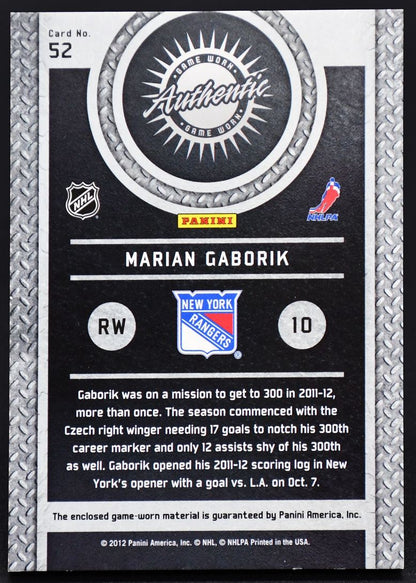 Card No.
52
GAME WORN
Authentic
GAME WORN
NHL
NHLPA
PANINI
MARIAN GABORIK
RW
NEW YORK
RANGERS
®
10
Gaborik was on a mission to get to 300 in 2011-12,
more than once. The season commenced with the
Czech right winger needing 17 goals to notch his 300th
career marker and only 12 assists shy of his 300th
as well. Gaborik opened his 2011-12 scoring log in New
York's opener with a goal vs. L.A. on Oct. 7.
The enclosed game-worn material is guaranteed by Panini America, Inc.
© 2012 Panini America, Inc. © NHL, © NHLPA Printed in the USA.